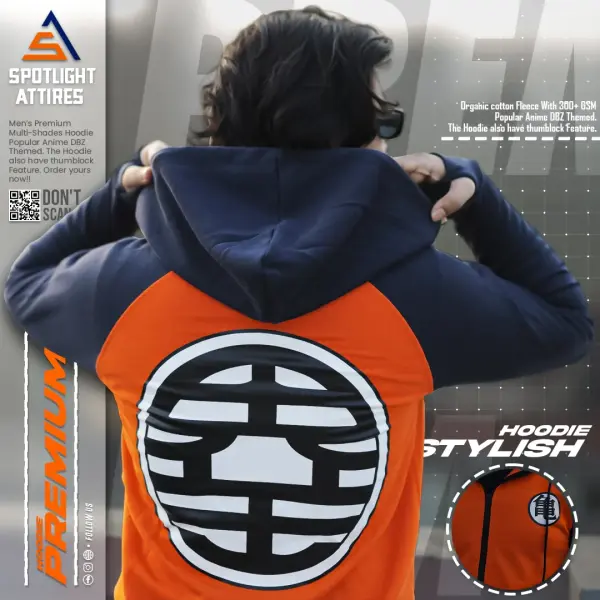 SPOTLIGHT
ATTIRES
Men's Premium
Multi-Shades Hoodie
Popular Anime DBZ
Themed. The Hoodie
also have thumblock
Feature. Order yours
now!!
DON'T
SCAN
Organic cotton Fleece With 300+ GSM
Popular Anime DBZ Themed.
The Hoodie also have thumblock Feature.
HOODIE
PREMIUM
• FOLLOW US
HOODIE
STYLISH